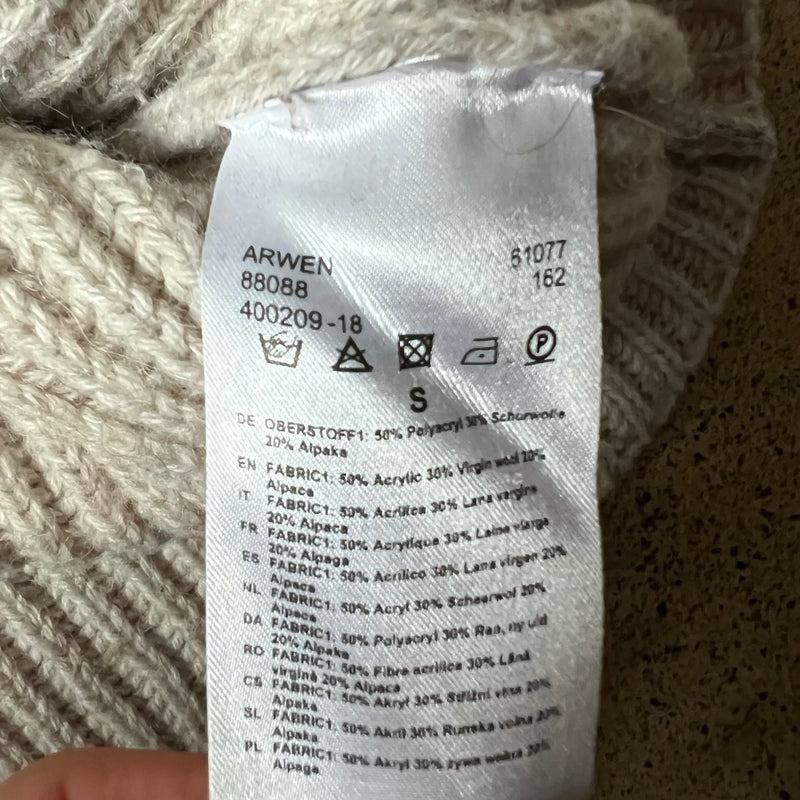 ARWEN 61077
88088 162
400209-18
P
S
DE OBERSTOFF1: 50% Polyacryl 30% Schurwolle
20% Alpaka
EN FABRIC1: 50% Acrylic 30% Virgin wool 20%
Alpaca
IT FABRIC1: 50% Acrilica 30% Lana vergine
20% Alpaca
FR FABRIC1: 50% Acrylique 30% Laine vierge
20% Alpaga
ES FABRIC1: 50% Acrilico 30% Lana virgen 20%
Alpaca
NL FABRIC1: 50% Acryl 30% Scheerwol 20%
Alpaca
DA FABRIC1: 50% Polyacryl 30% Ren, ny uld
20% Alpaka
RO FABRIC1: 50% Fibre acrilice 30% Lână
virgină 20% Alpaca
CS FABRIC1: 50% Akryl 30% Střižní vlna 20%
Alpaka
SL FABRIC1: 50% Akril 30% Runska volna 20%
Alpaka
PL FABRIC1: 50% Akryl 30% żywa wełna 20%
Alpaga